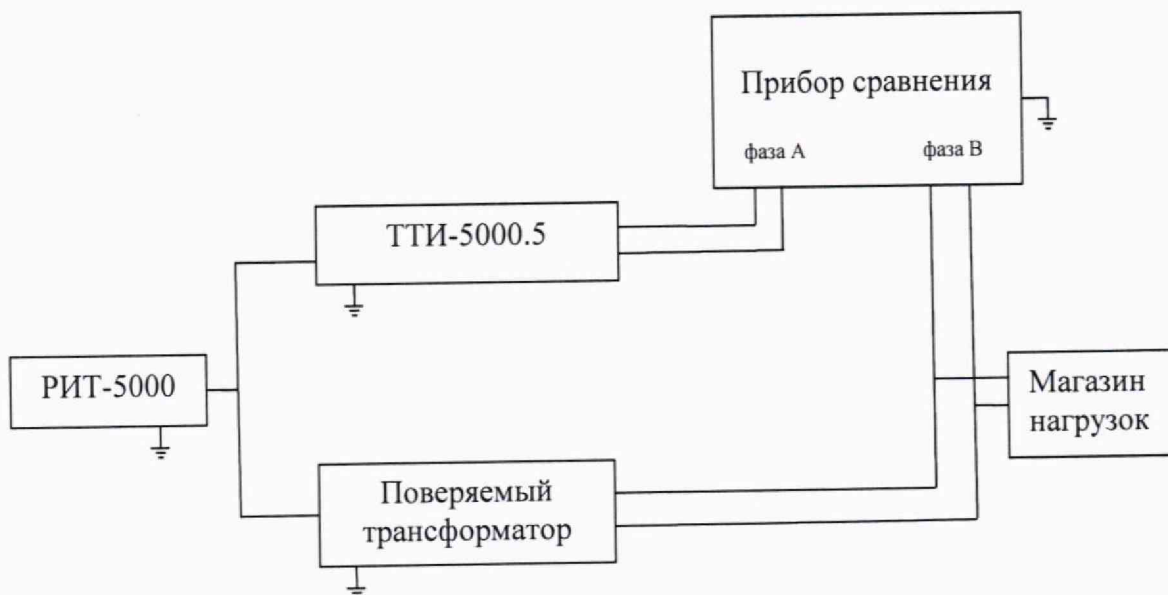 Прибор сравнения
фаза А
фаза В
ТТИ-5000.5
РИТ-5000
Магазин
нагрузок
Поверяемый
трансформатор